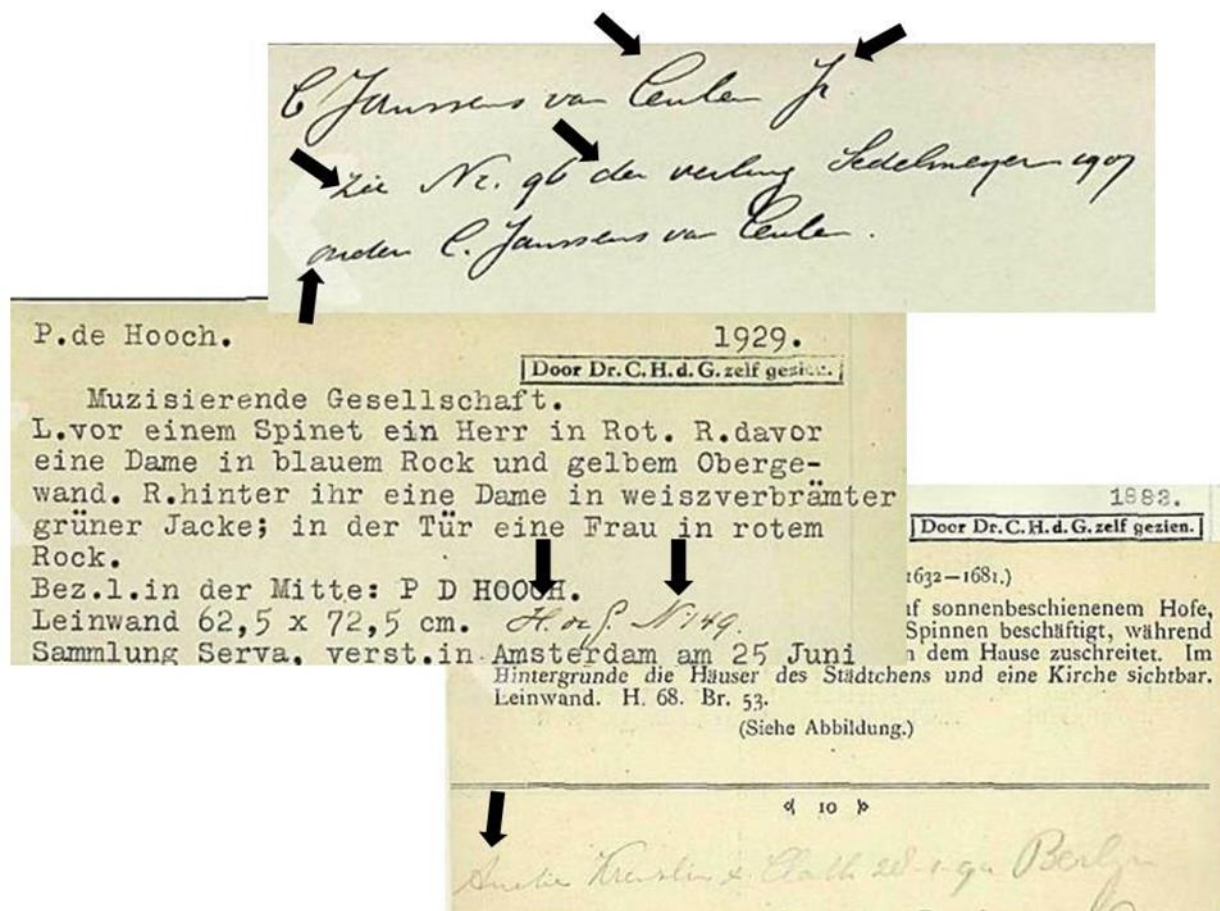 C Janssens van Ceulen Jr
zie Nr. 96 der veiling Sedelmeyer 1907
onder C. Janssens van Ceulen.
P.de Hooch. 1929.
Door Dr. C. H. d. G. zelf gezien.
Muzisierende Gesellschaft.
L.vor einem Spinet ein Herr in Rot. R.davor
eine Dame in blauem Rock und gelbem Oberge-
wand. R.hinter ihr eine Dame in weiszverbrämter
grüner Jacke; in der Tür eine Frau in rotem
Rock.
Bez.l.in der Mitte: P D HOOCH.
Leinwand 62,5 x 72,5 cm. H. d. G. No 149.
Sammlung Serva, verst.in Amsterdam am 25 Juni
1882.
Door Dr. C. H. d. G. zelf gezien.
1632—1681.)
f sonnenbeschienenem Hofe,
Spinnen beschäftigt, während
n dem Hause zuschreitet. Im
Hintergrunde die Häuser des Städtchens und eine Kirche sichtbar.
Leinwand. H. 68. Br. 53.
(Siehe Abbildung.)
10
Berlijn